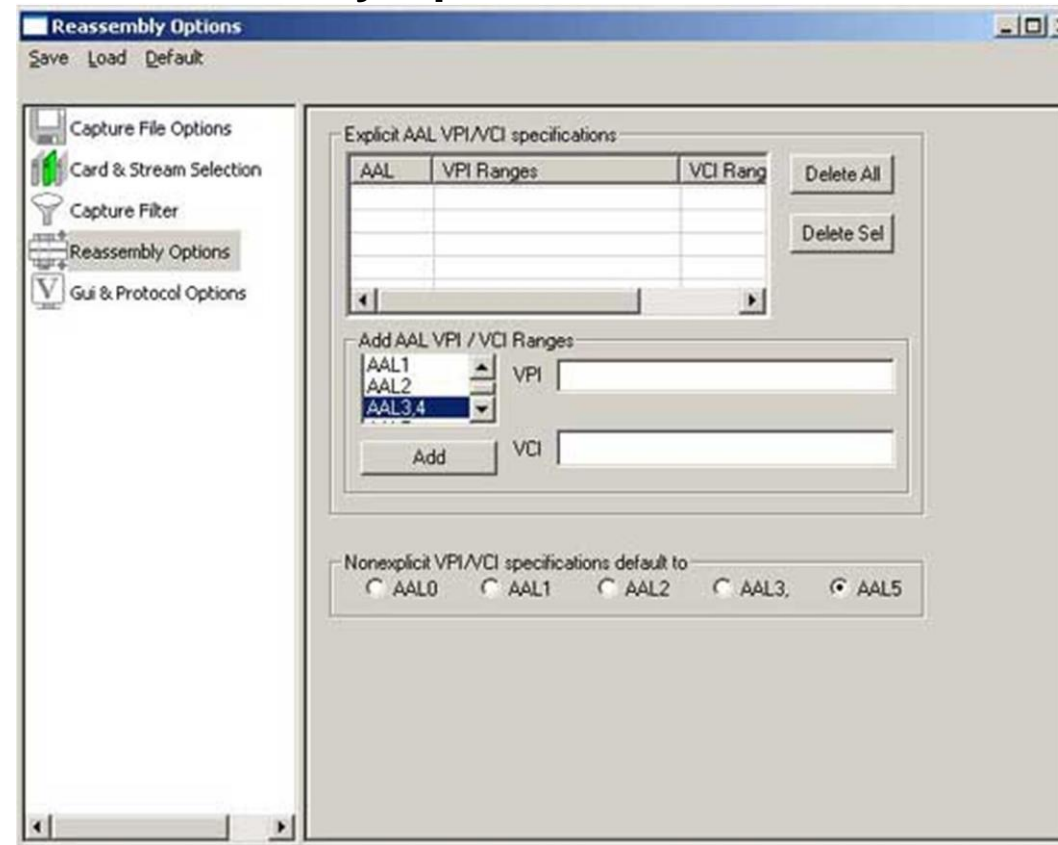 Reassembly Options
Save Load Default
Capture File Options
Card & Stream Selection
Capture Filter
Reassembly Options
Gui & Protocol Options
Explicit AAL VPI/VCI specifications
AAL VPI Ranges VCI Rang
Delete All
Delete Sel
Add AAL VPI / VCI Ranges
AAL1
AAL2
AAL3,4
VPI
Add
VCI
Nonexplicit VPI/VCI specifications default to
AAL0 AAL1 AAL2 AAL3, AAL5